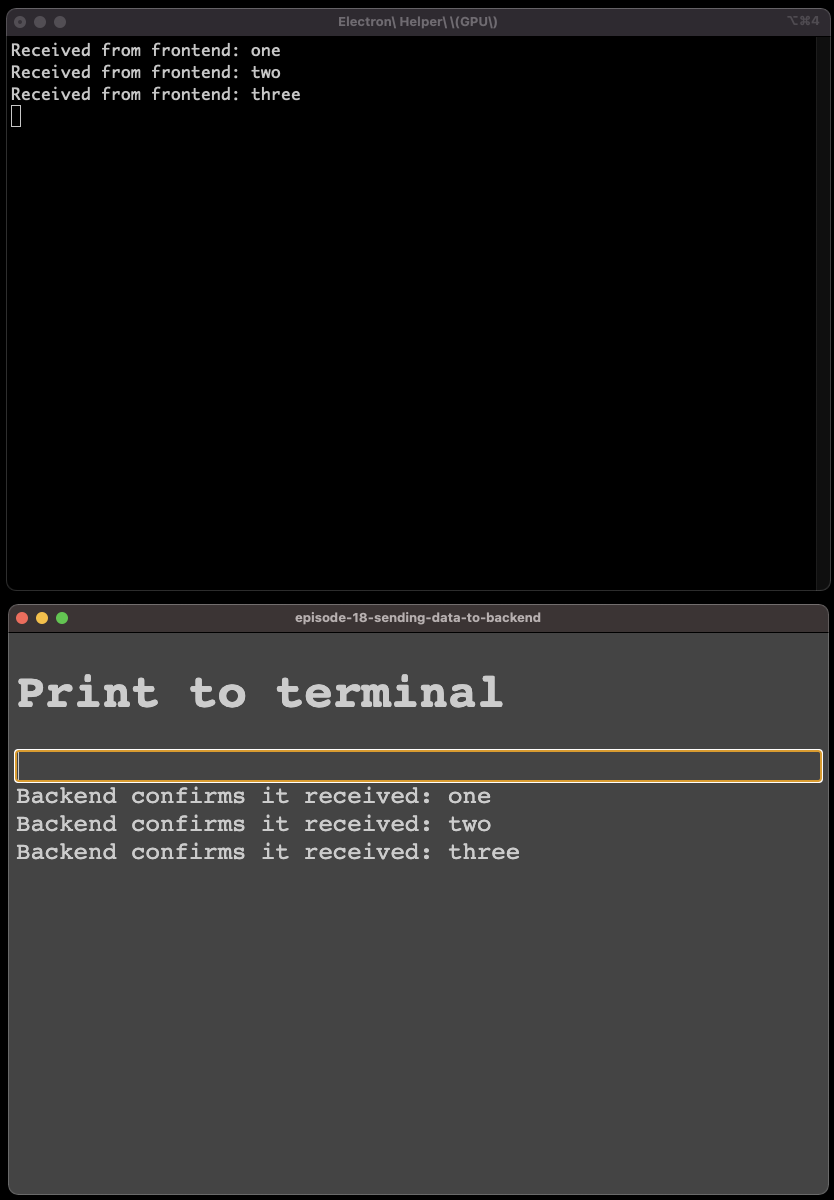 Electron\ Helper\ \(GPU\)
⌥⌘4
Received from frontend: one
Received from frontend: two
Received from frontend: three
episode-18-sending-data-to-backend
Print to terminal
Backend confirms it received: one
Backend confirms it received: two
Backend confirms it received: three